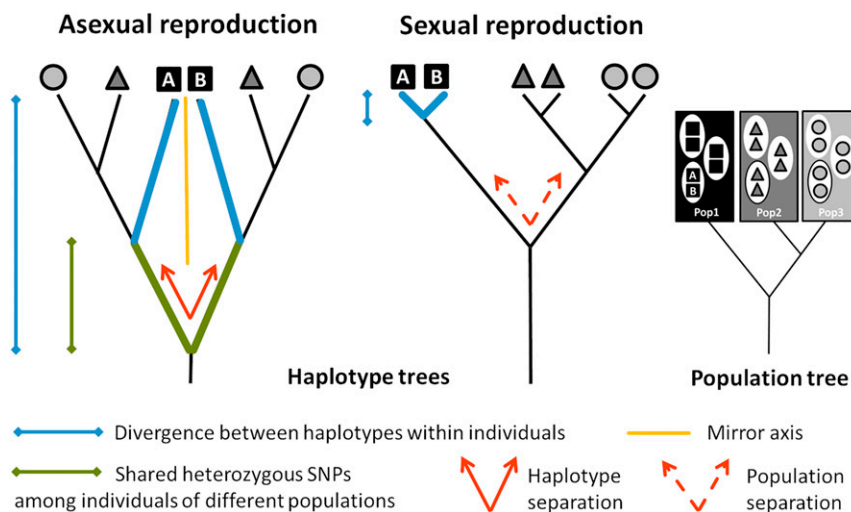 Asexual reproduction
Sexual reproduction
A B
A B
A
B
Pop1
Pop2
Pop3
Haplotype trees
Population tree
Divergence between haplotypes within individuals
Mirror axis
Shared heterozygous SNPs
among individuals of different populations
Haplotype
separation
Population
separation